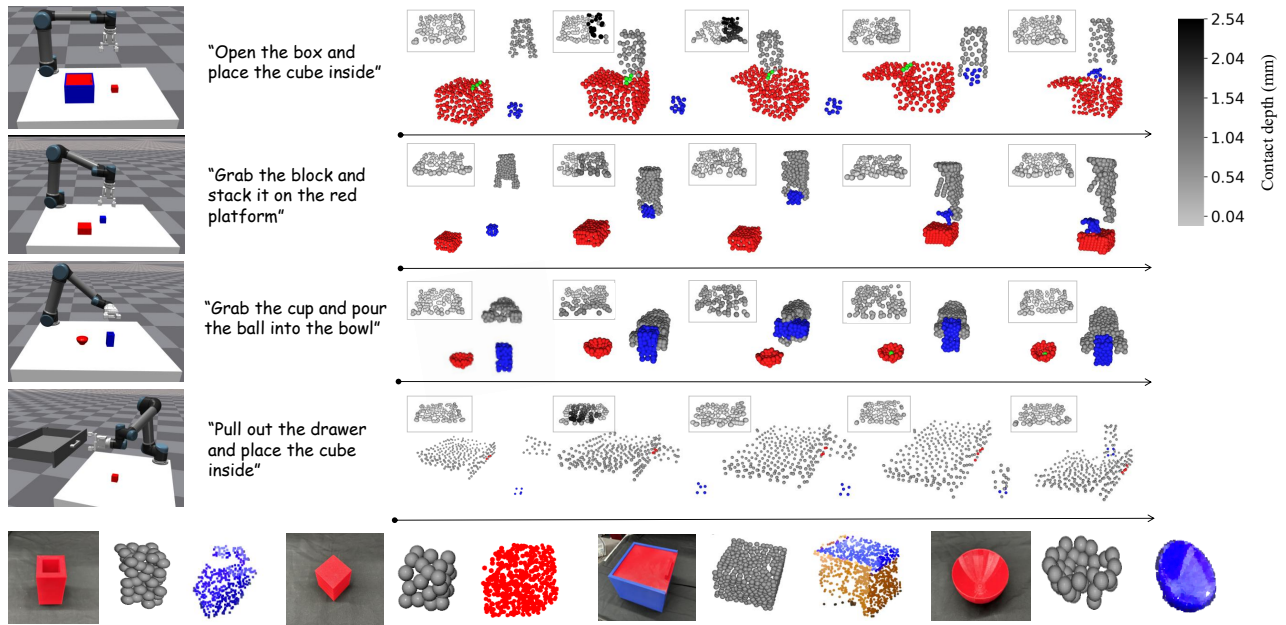 “Open the box and
place the cube inside”
“Grab the block and
stack it on the red
platform”
“Grab the cup and pour
the ball into the bowl”
“Pull out the drawer
and place the cube
inside”
2.54
2.04
1.54
1.04
0.54
0.04
Contact depth (mm)